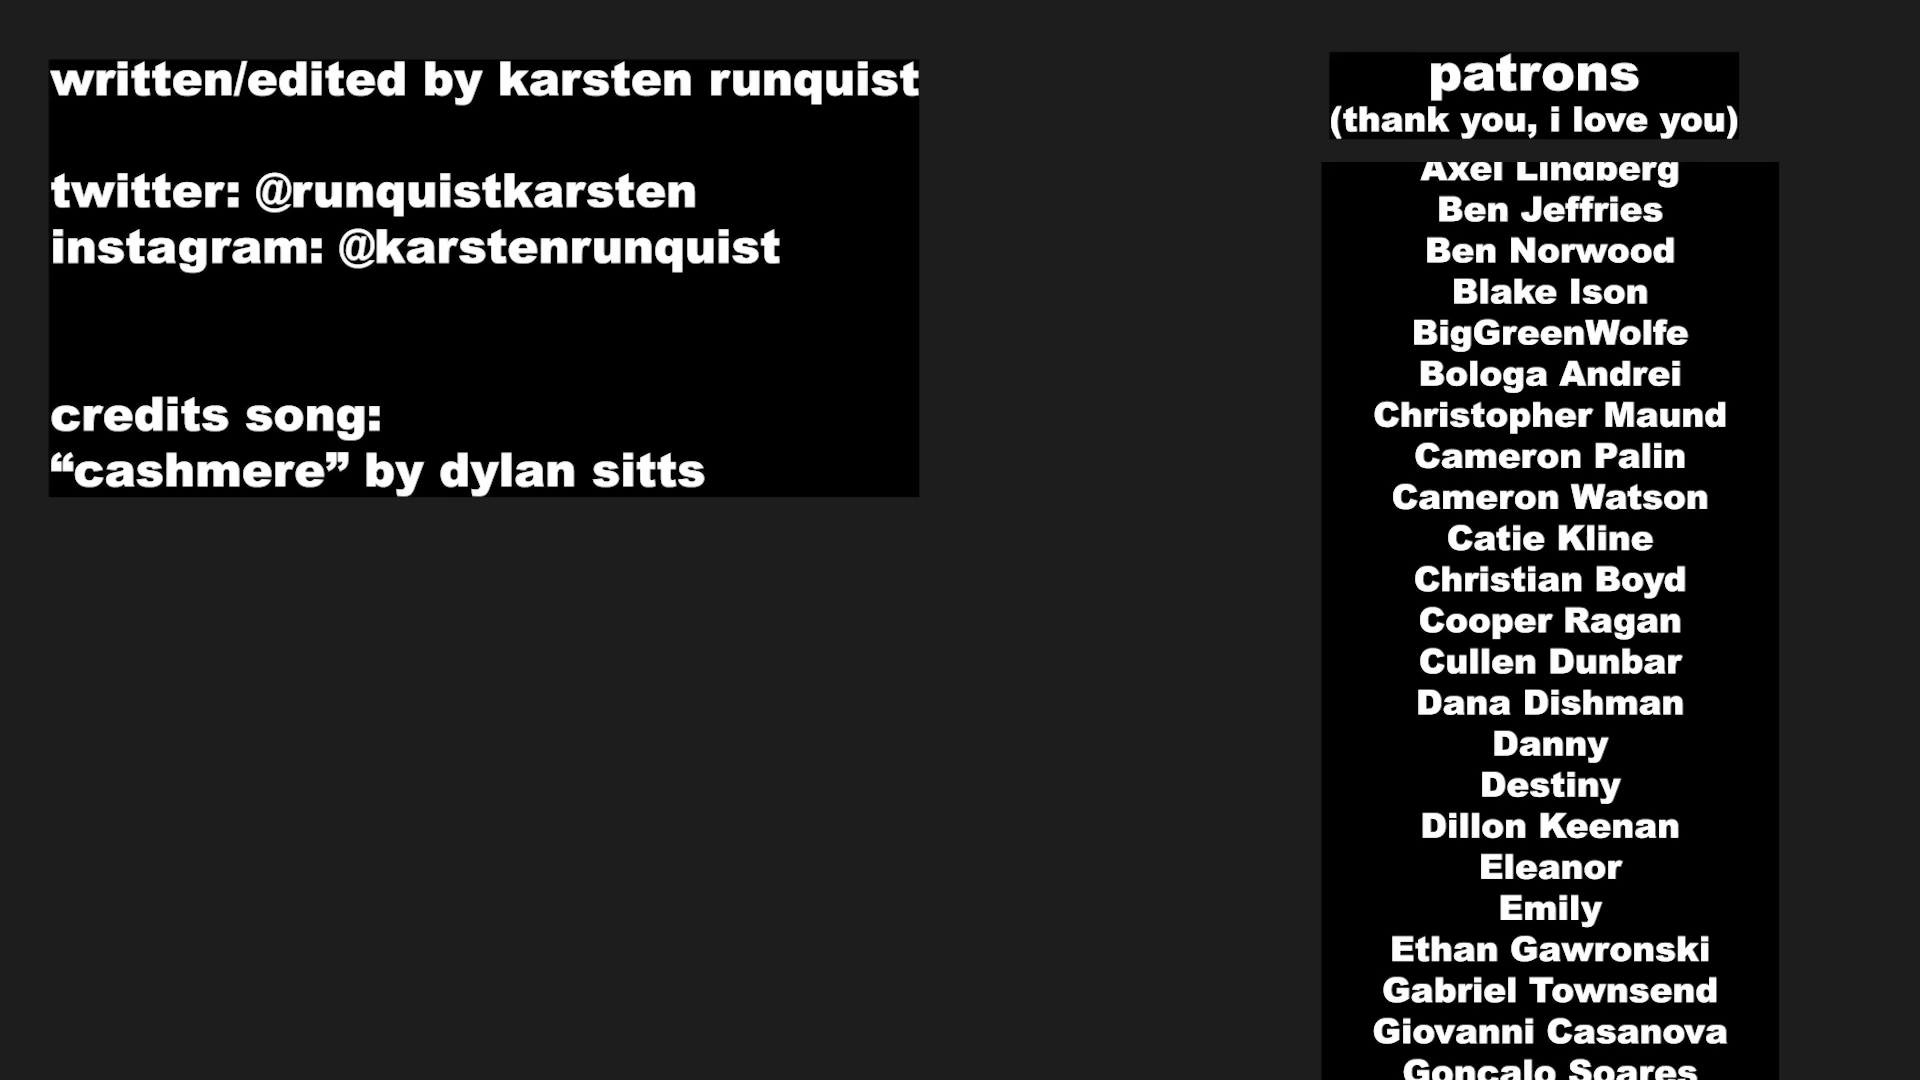 written/edited by karsten runquist
twitter: @runquistkarsten
instagram: @karstenrunquist
credits song:
“cashmere” by dylan sitts
patrons
(thank you, i love you)
Axel Lindberg
Ben Jeffries
Ben Norwood
Blake Ison
BigGreenWolfe
Bologa Andrei
Christopher Maund
Cameron Palin
Cameron Watson
Catie Kline
Christian Boyd
Cooper Ragan
Cullen Dunbar
Dana Dishman
Danny
Destiny
Dillon Keenan
Eleanor
Emily
Ethan Gawronski
Gabriel Townsend
Giovanni Casanova
Goncalo Soares